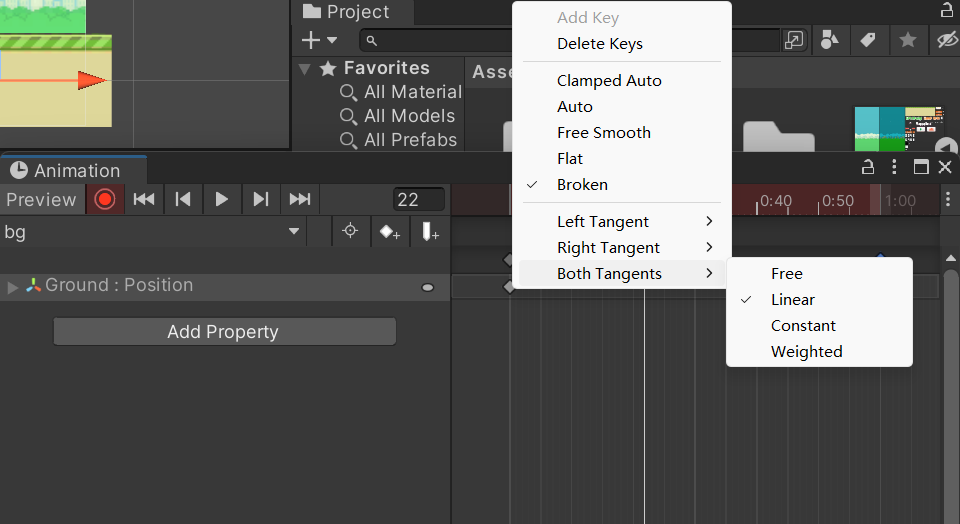 Project
Favorites
All Material
All Models
All Prefabs
Asse
Add Key
Delete Keys
Clamped Auto
Auto
Free Smooth
Flat
Broken
Left Tangent
Right Tangent
Both Tangents
Free
Linear
Constant
Weighted
Animation
Preview
22
0:40
0:50
1:00
bg
Ground : Position
Add Property